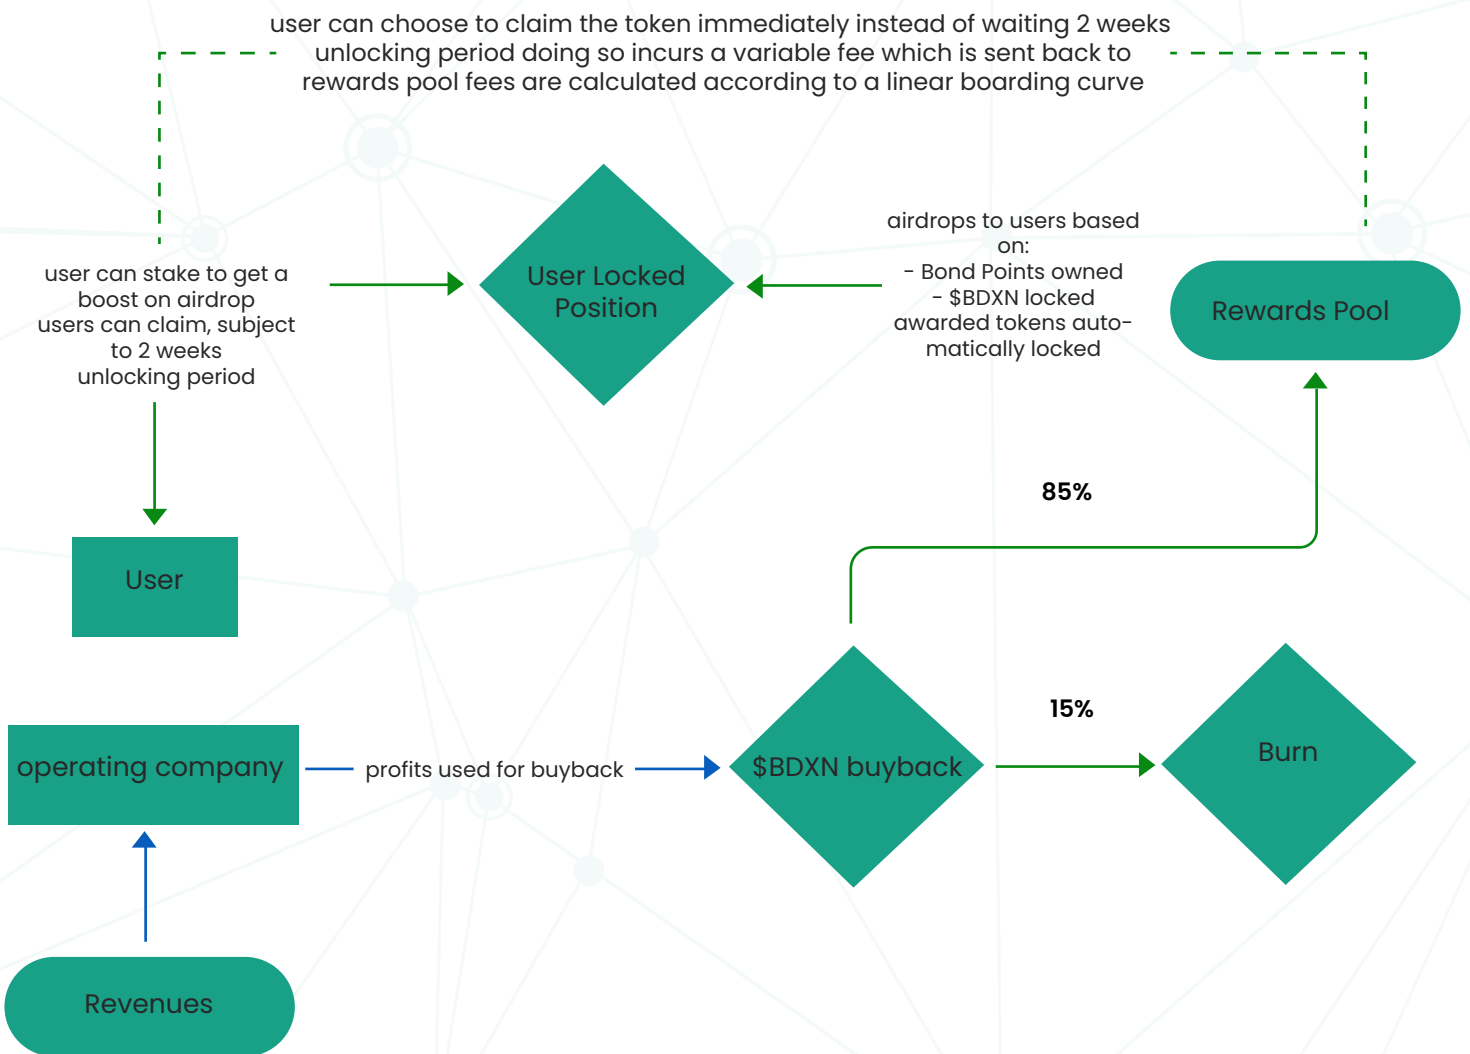 user can choose to claim the token immediately instead of waiting 2 weeks
unlocking period doing so incurs a variable fee which is sent back to
rewards pool fees are calculated according to a linear boarding curve
user can stake to get a
boost on airdrop
users can claim, subject
to 2 weeks
unlocking period
User Locked
Position
airdrops to users based
on:
- Bond Points owned
- $BDXN locked
awarded tokens auto-
matically locked
Rewards Pool
85%
User
15%
operating company
profits used for buyback
$BDXN buyback
Burn
Revenues